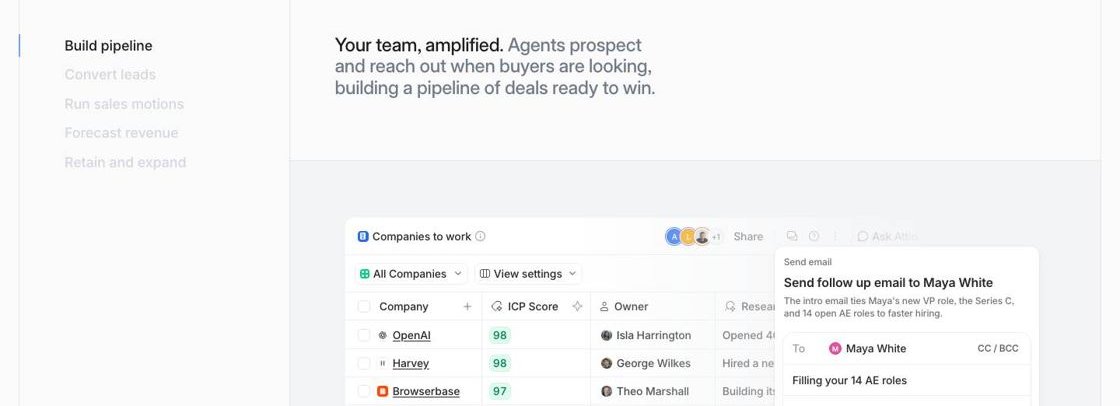 Build pipeline
Convert leads
Run sales motions
Forecast revenue
Retain and expand
Your team, amplified. Agents prospect
and reach out when buyers are looking,
building a pipeline of deals ready to win.
Companies to work
A L +1 Share Ask Attio
All Companies View settings
Company ICP Score Owner
OpenAI 98 Isla Harrington Opened
Harvey 98 George Wilkes Hired a
Browserbase 97 Theo Marshall Building
Send email
Send follow up email to Maya White
The intro email ties Maya's new VP role, the Series C,
and 14 open AE roles to faster hiring.
To M Maya White CC / BCC
Filling your 14 AE roles